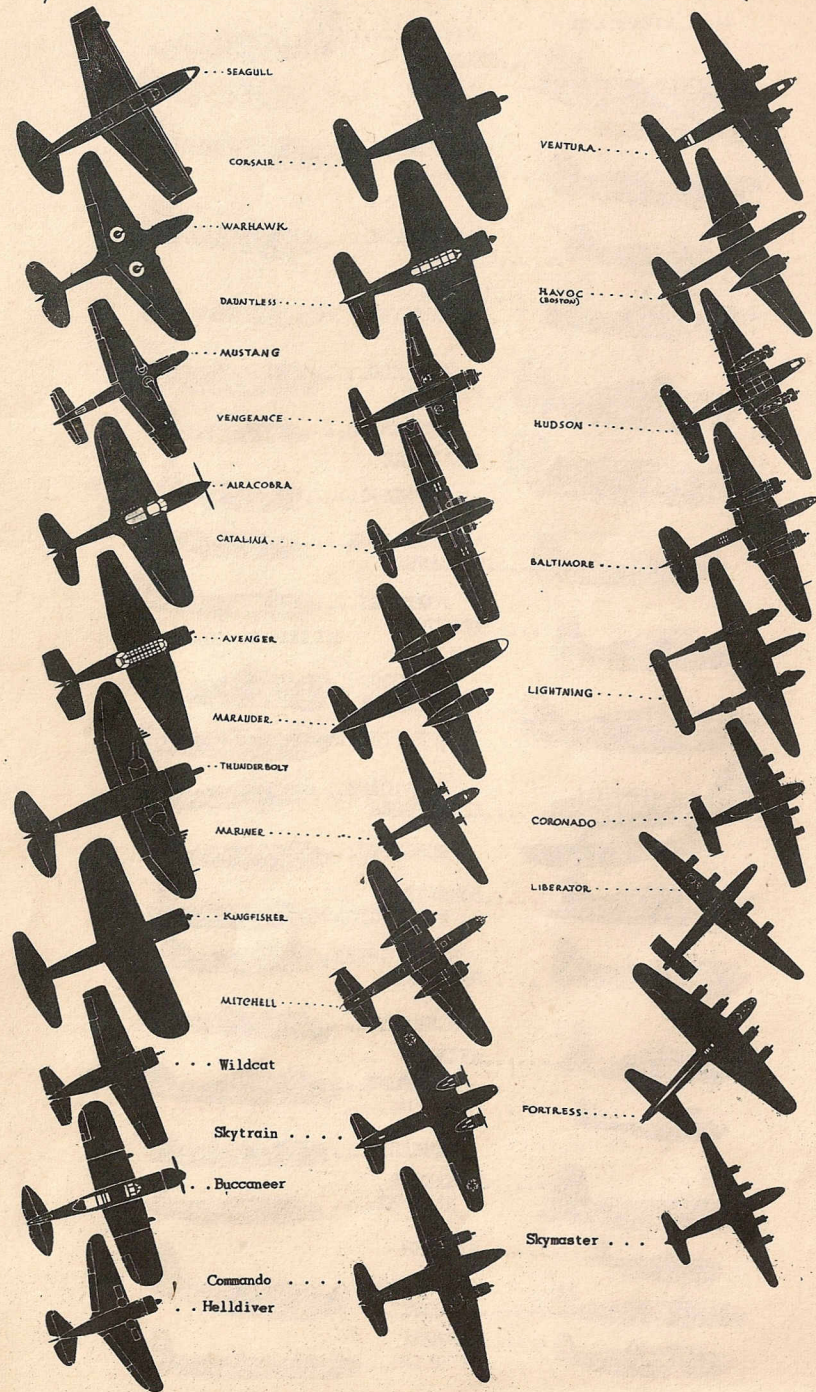 SEAGULL
CORSAIR
VENTURA
WARHAWK
DAUNTLESS
HAVOC
(BOSTON)
MUSTANG
VENGEANCE
HUDSON
AIRACOBRA
CATALINA
BALTIMORE
AVENGER
MARAUDER
LIGHTNING
THUNDERBOLT
MARINER
CORONADO
LIBERATOR
KINGFISHER
MITCHELL
Wildcat
FORTRESS
Skytrain
Buccaneer
Skymaster
Commando
Helldiver